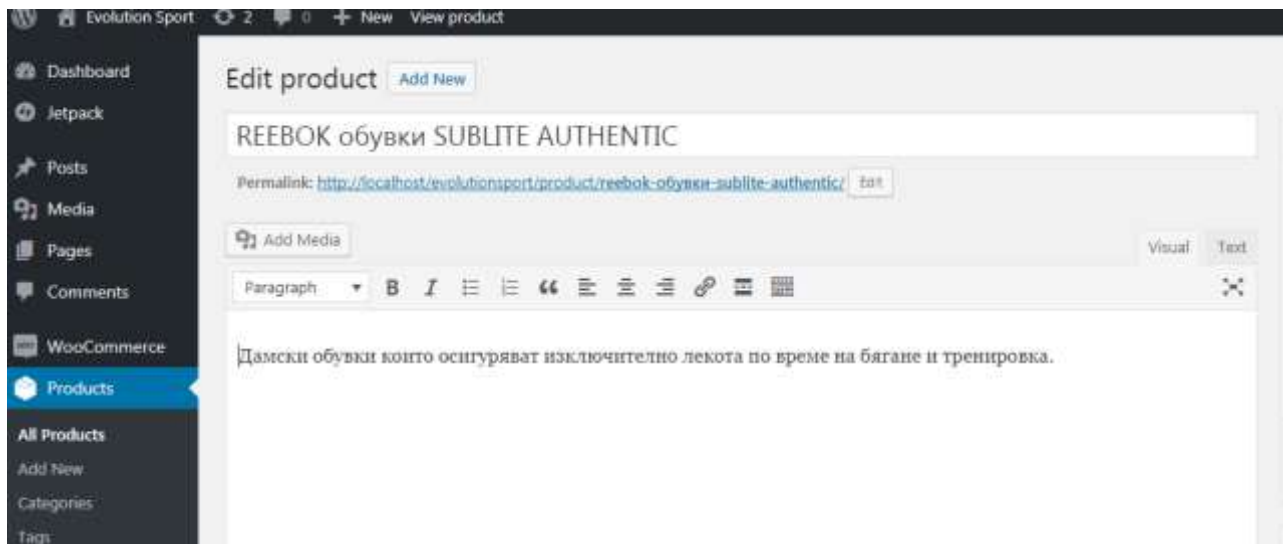 Evolution Sport 2 0 + New View product
Dashboard
Jetpack
Posts
Media
Pages
Comments
WooCommerce
Products
All Products
Add New
Categories
Tags
Edit product Add New
REEBOK обувки SUBLITE AUTHENTIC
Permalink: http://localhost/evolutionsport/product/reebok-обувки-sublite-authentic/ Edit
Add Media
Visual Text
Paragraph B I
Дамски обувки които осигуряват изключително лекота по време на бягане и тренировка.